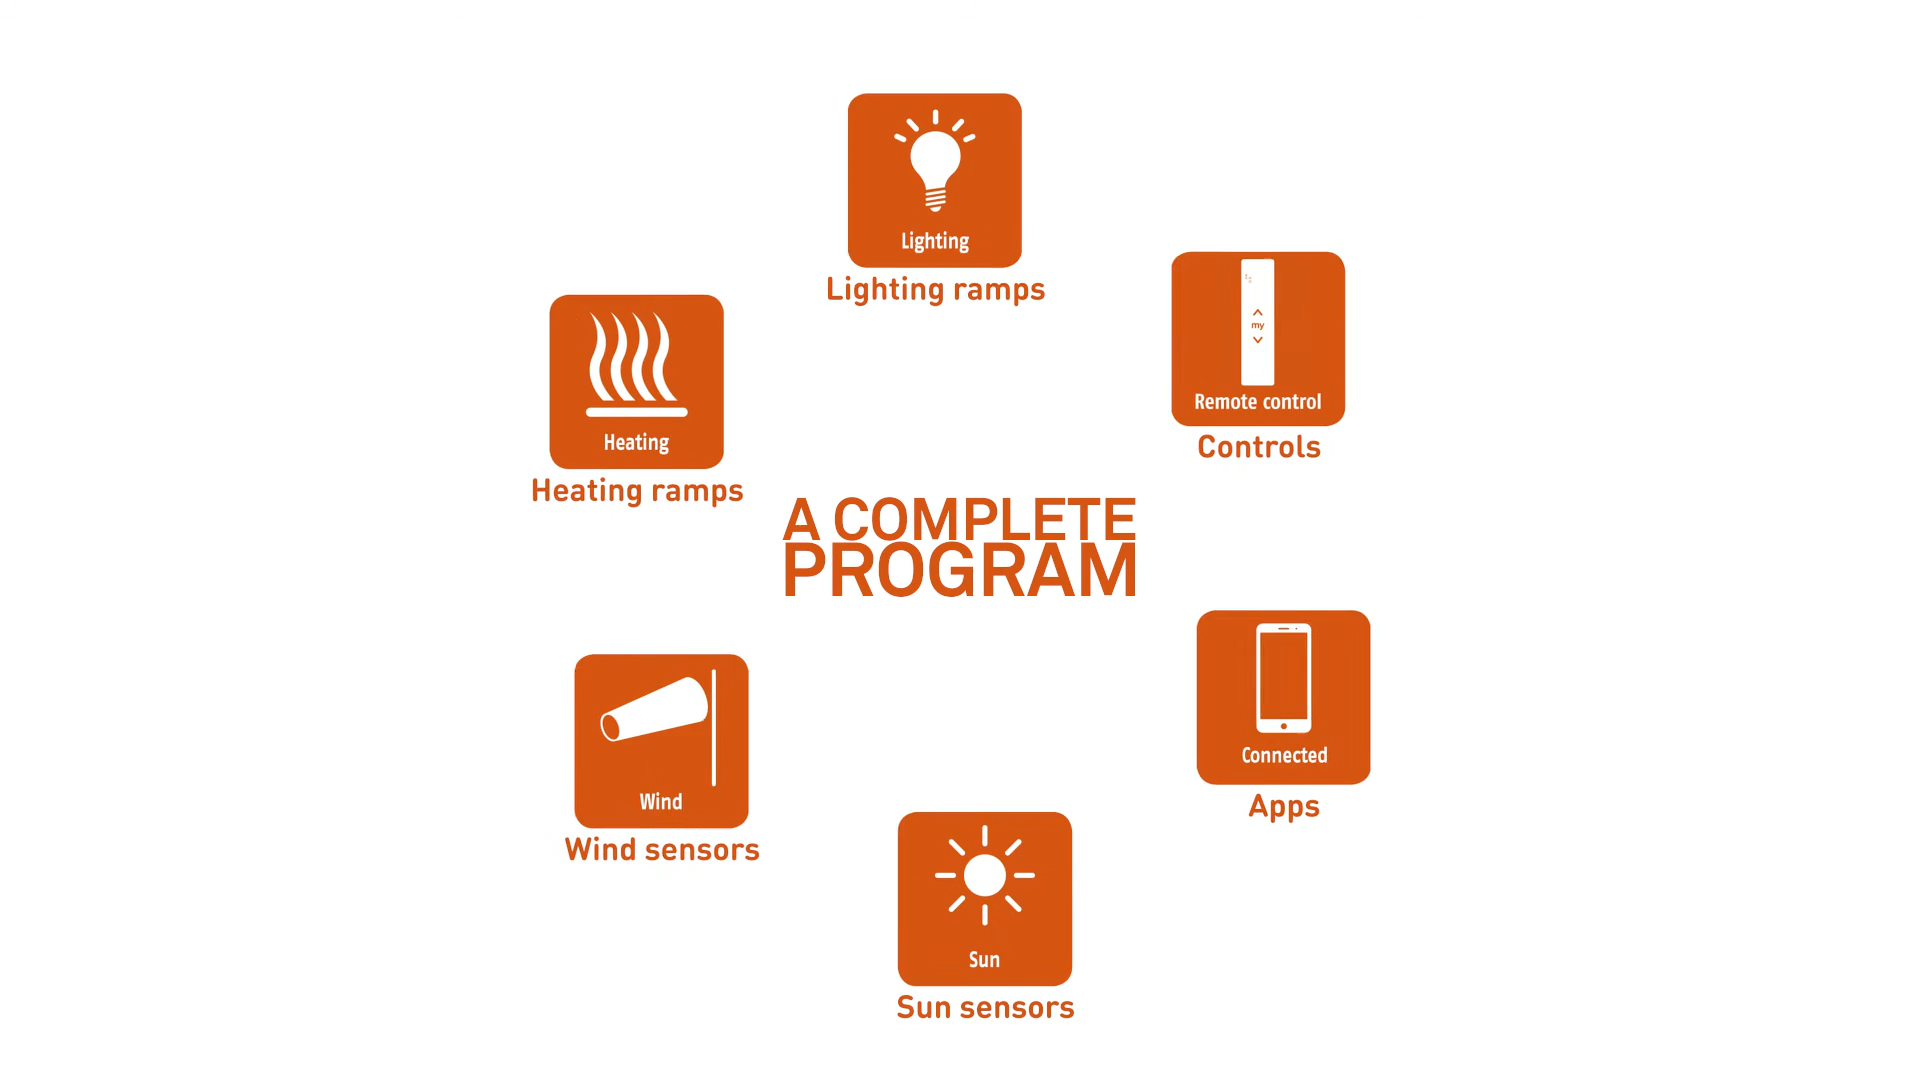 Lighting
Lighting ramps
my
Remote control
Controls
Heating
Heating ramps
A COMPLETE
PROGRAM
Connected
Apps
Wind
Wind sensors
Sun
Sun sensors